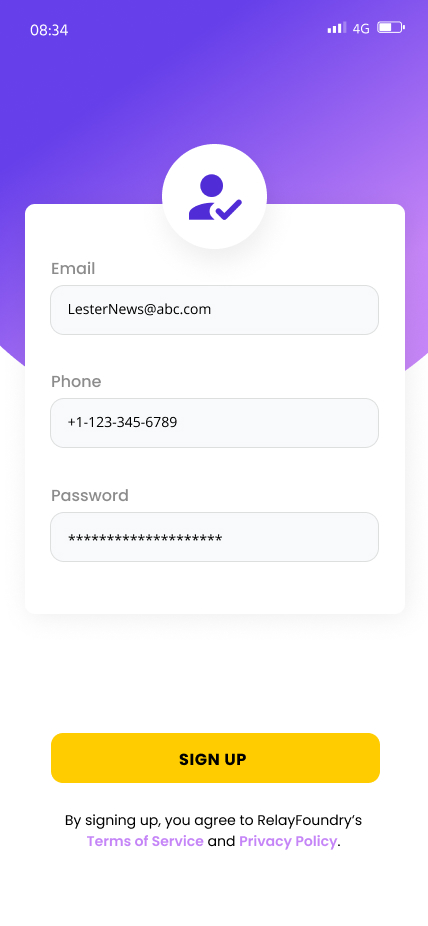 08:34 4G
Email
LesterNews@abc.com
Phone
+1-123-345-6789
Password
********************
SIGN UP
By signing up, you agree to RelayFoundry’s
Terms of Service and Privacy Policy.